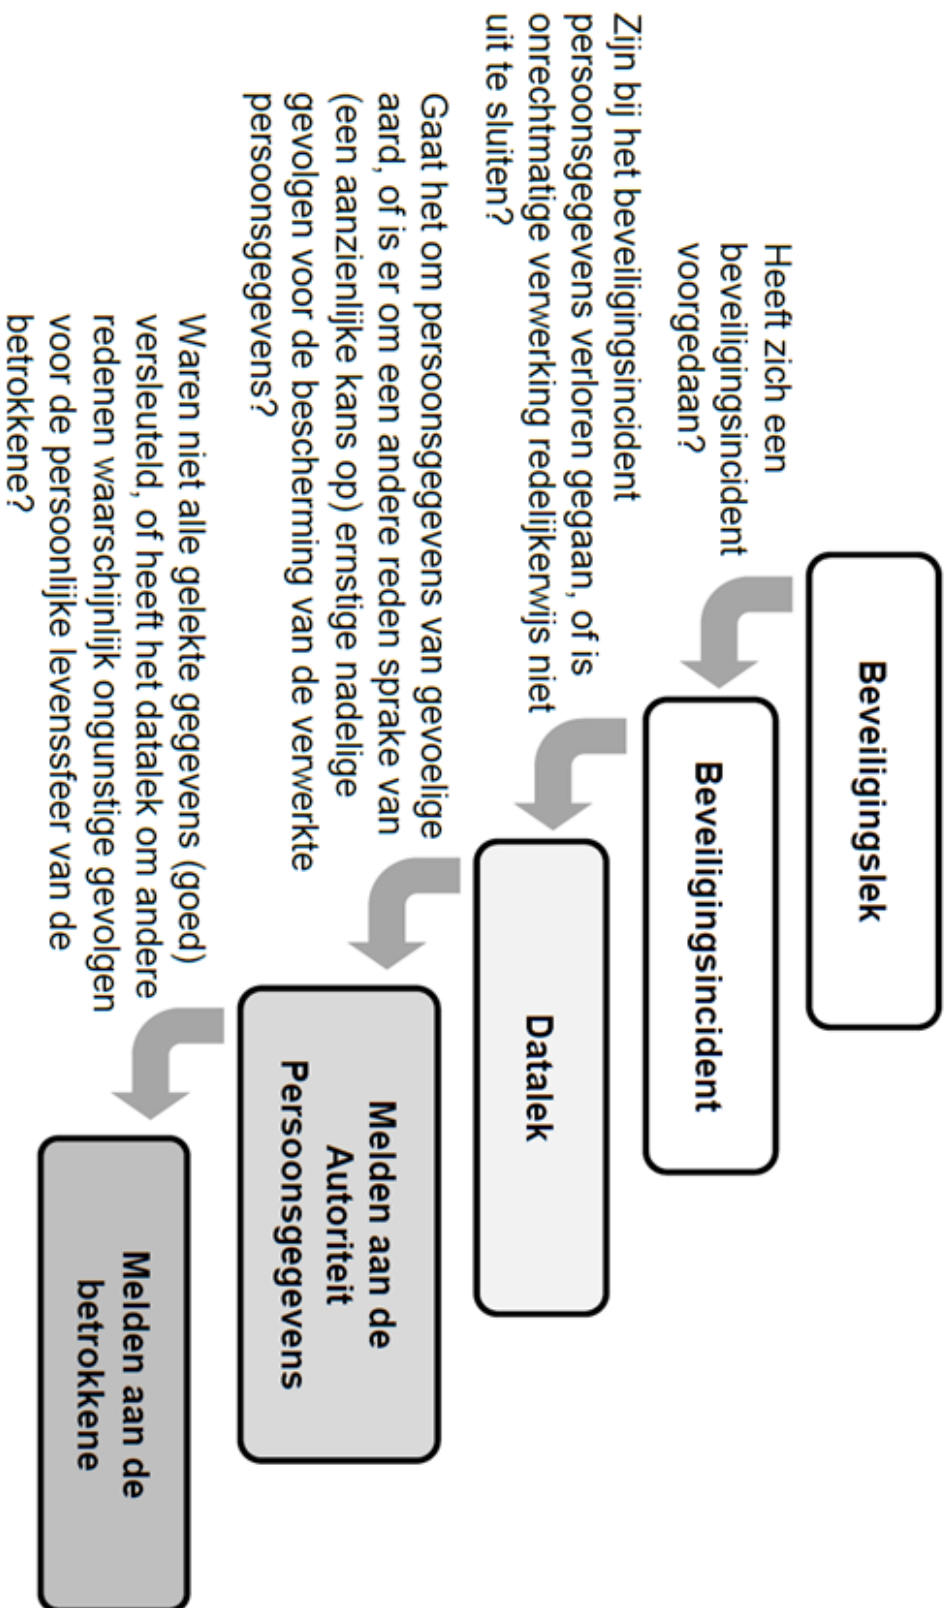 Beveiligingslek
Heeft zich een
beveiligingsincident
voorgedaan?
Beveiligingsincident
Zijn bij het beveiligingsincident
persoonsgegevens verloren gegaan, of is
onrechtmatige verwerking redelijkerwijs niet
uit te sluiten?
Datalek
Gaat het om persoonsgegevens van gevoelige
aard, of is er om een andere reden sprake van
(een aanzienlijke kans op) ernstige nadelige
gevolgen voor de bescherming van de verwerkte
persoonsgegevens?
Melden aan de
Autoriteit
Persoonsgegevens
Waren niet alle gelekte gegevens (goed)
versleuteld, of heeft het datalek om andere
redenen waarschijnlijk ongunstige gevolgen
voor de persoonlijke levenssfeer van de
betrokkene?
Melden aan de
betrokkene